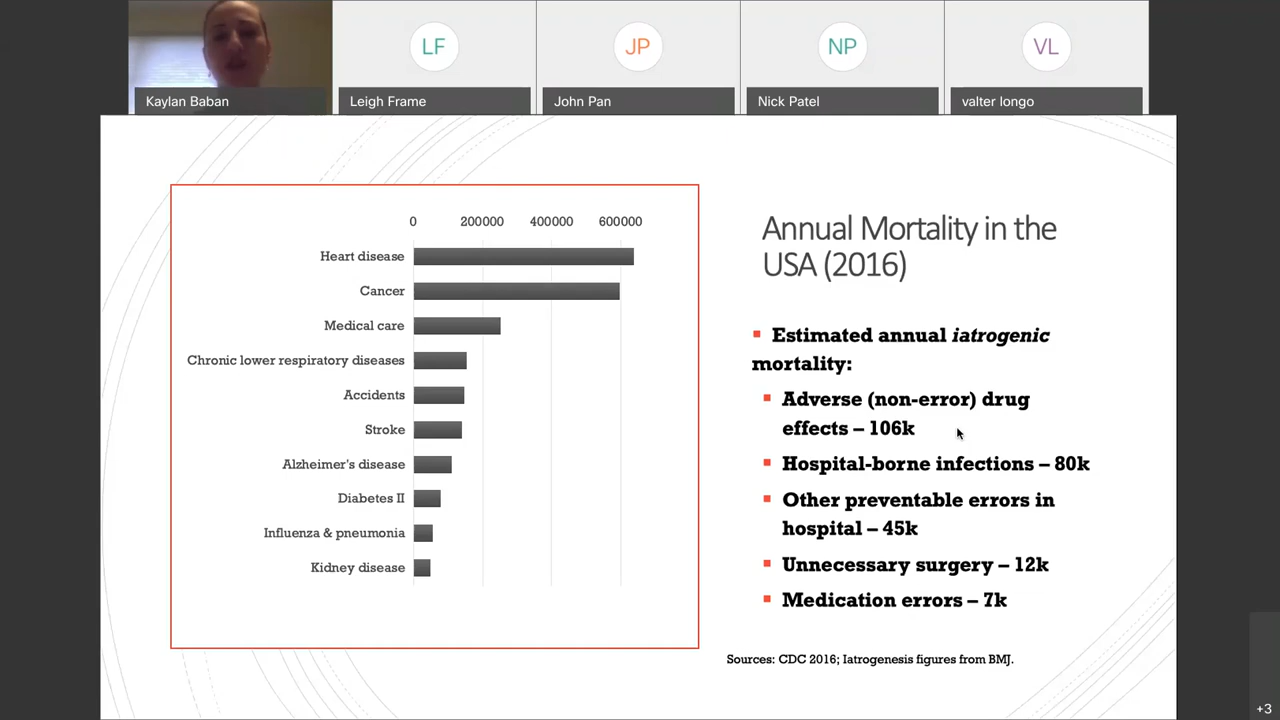 LF
JP
NP
VL
Kaylan Baban
Leigh Frame
John Pan
Nick Patel
valter longo
0 200000 400000 600000
Heart disease
Cancer
Medical care
Chronic lower respiratory diseases
Accidents
Stroke
Alzheimer's disease
Diabetes II
Influenza & pneumonia
Kidney disease
Annual Mortality in the
USA (2016)
Estimated annual iatrogenic
mortality:
Adverse (non-error) drug
effects – 106k
Hospital-borne infections – 80k
Other preventable errors in
hospital – 45k
Unnecessary surgery – 12k
Medication errors – 7k
Sources: CDC 2016; Iatrogenesis figures from BMJ.
+3